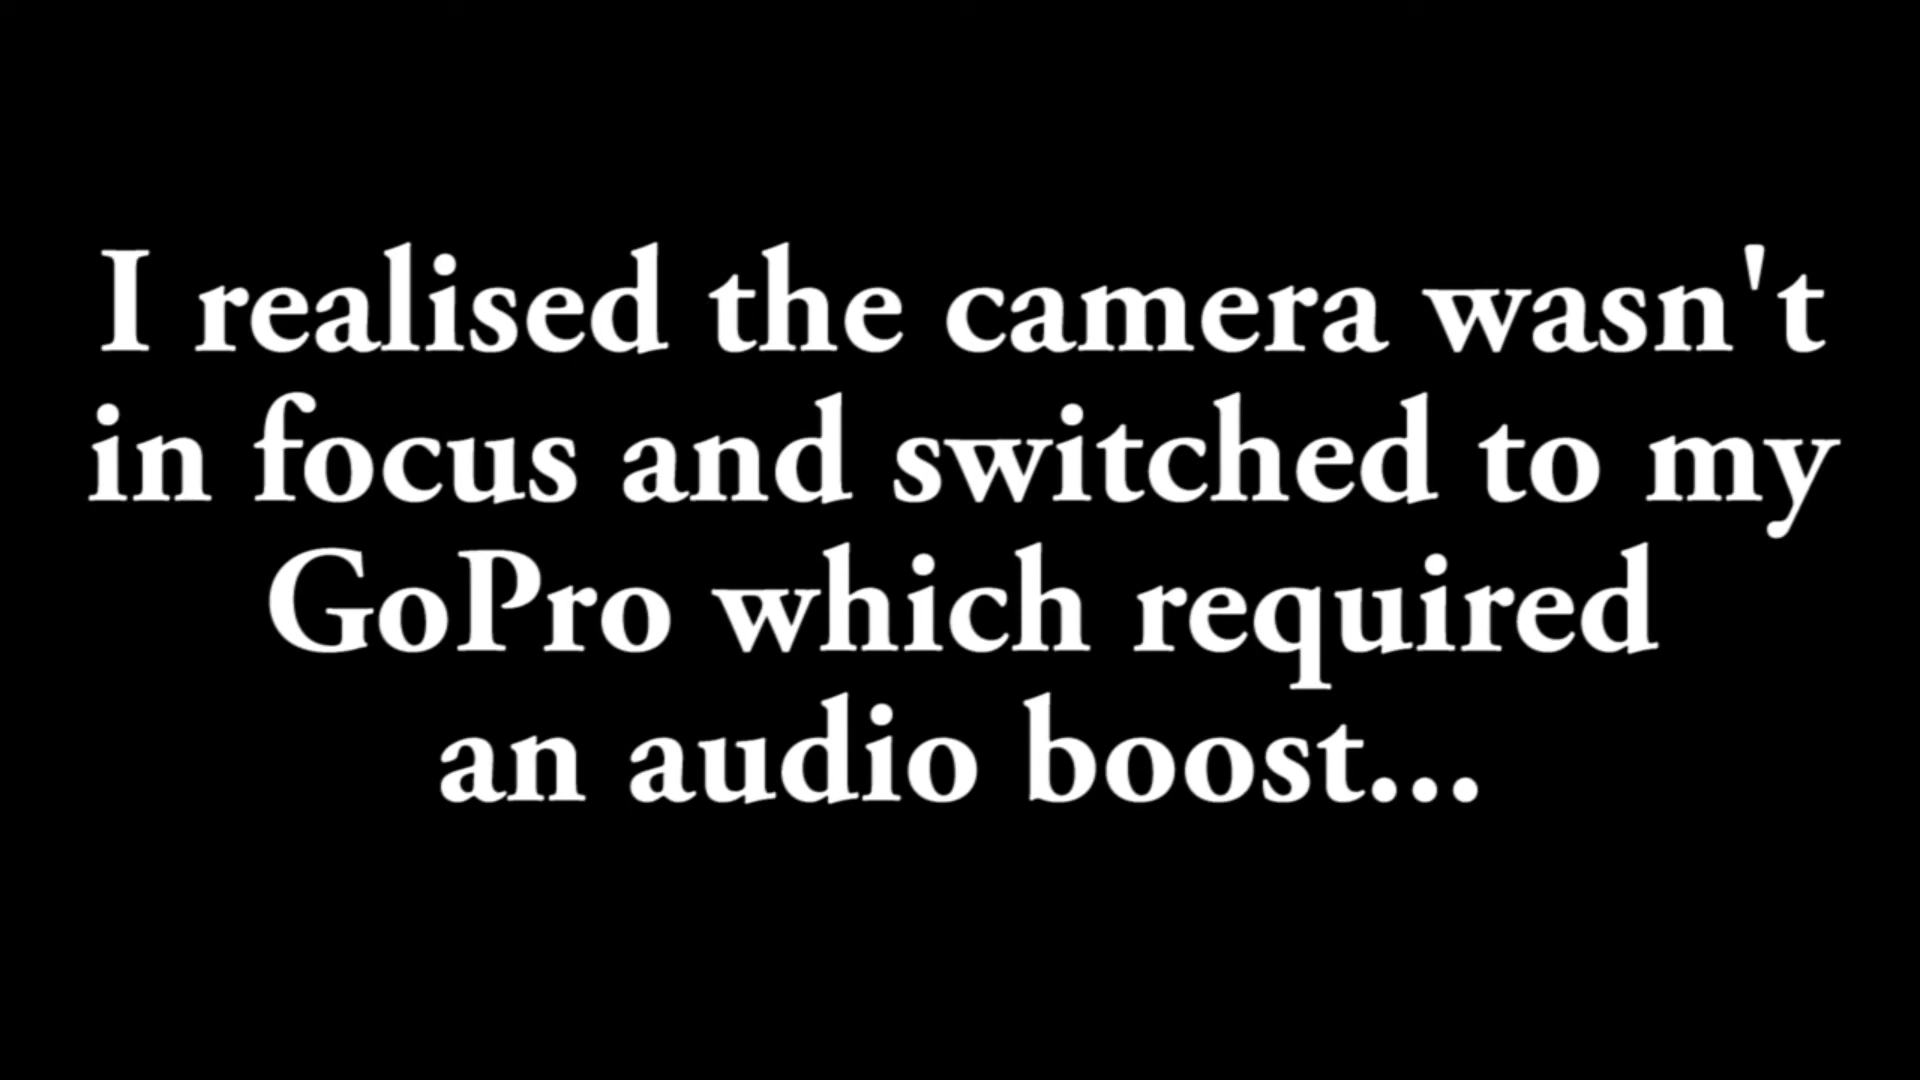 I realised the camera wasn't
in focus and switched to my
GoPro which required
an audio boost...